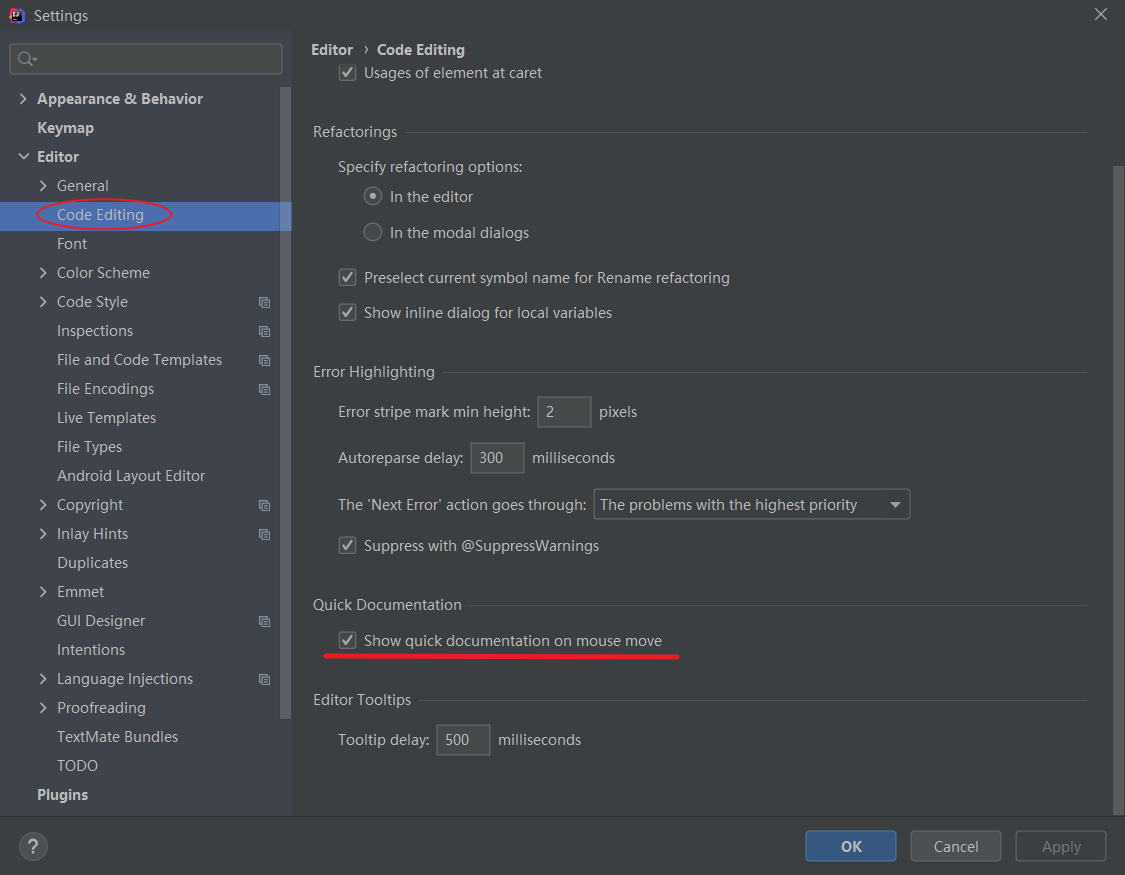 Settings
Appearance & Behavior
Keymap
Editor
General
Code Editing
Font
Color Scheme
Code Style
Inspections
File and Code Templates
File Encodings
Live Templates
File Types
Android Layout Editor
Copyright
Inlay Hints
Duplicates
Emmet
GUI Designer
Intentions
Language Injections
Proofreading
TextMate Bundles
TODO
Plugins
Editor › Code Editing
Usages of element at caret
Refactorings
Specify refactoring options:
In the editor
In the modal dialogs
Preselect current symbol name for Rename refactoring
Show inline dialog for local variables
Error Highlighting
Error stripe mark min height: 2 pixels
Autoreparse delay: 300 milliseconds
The 'Next Error' action goes through: The problems with the highest priority
Suppress with @SuppressWarnings
Quick Documentation
Show quick documentation on mouse move
Editor Tooltips
Tooltip delay: 500 milliseconds
? OK Cancel Apply